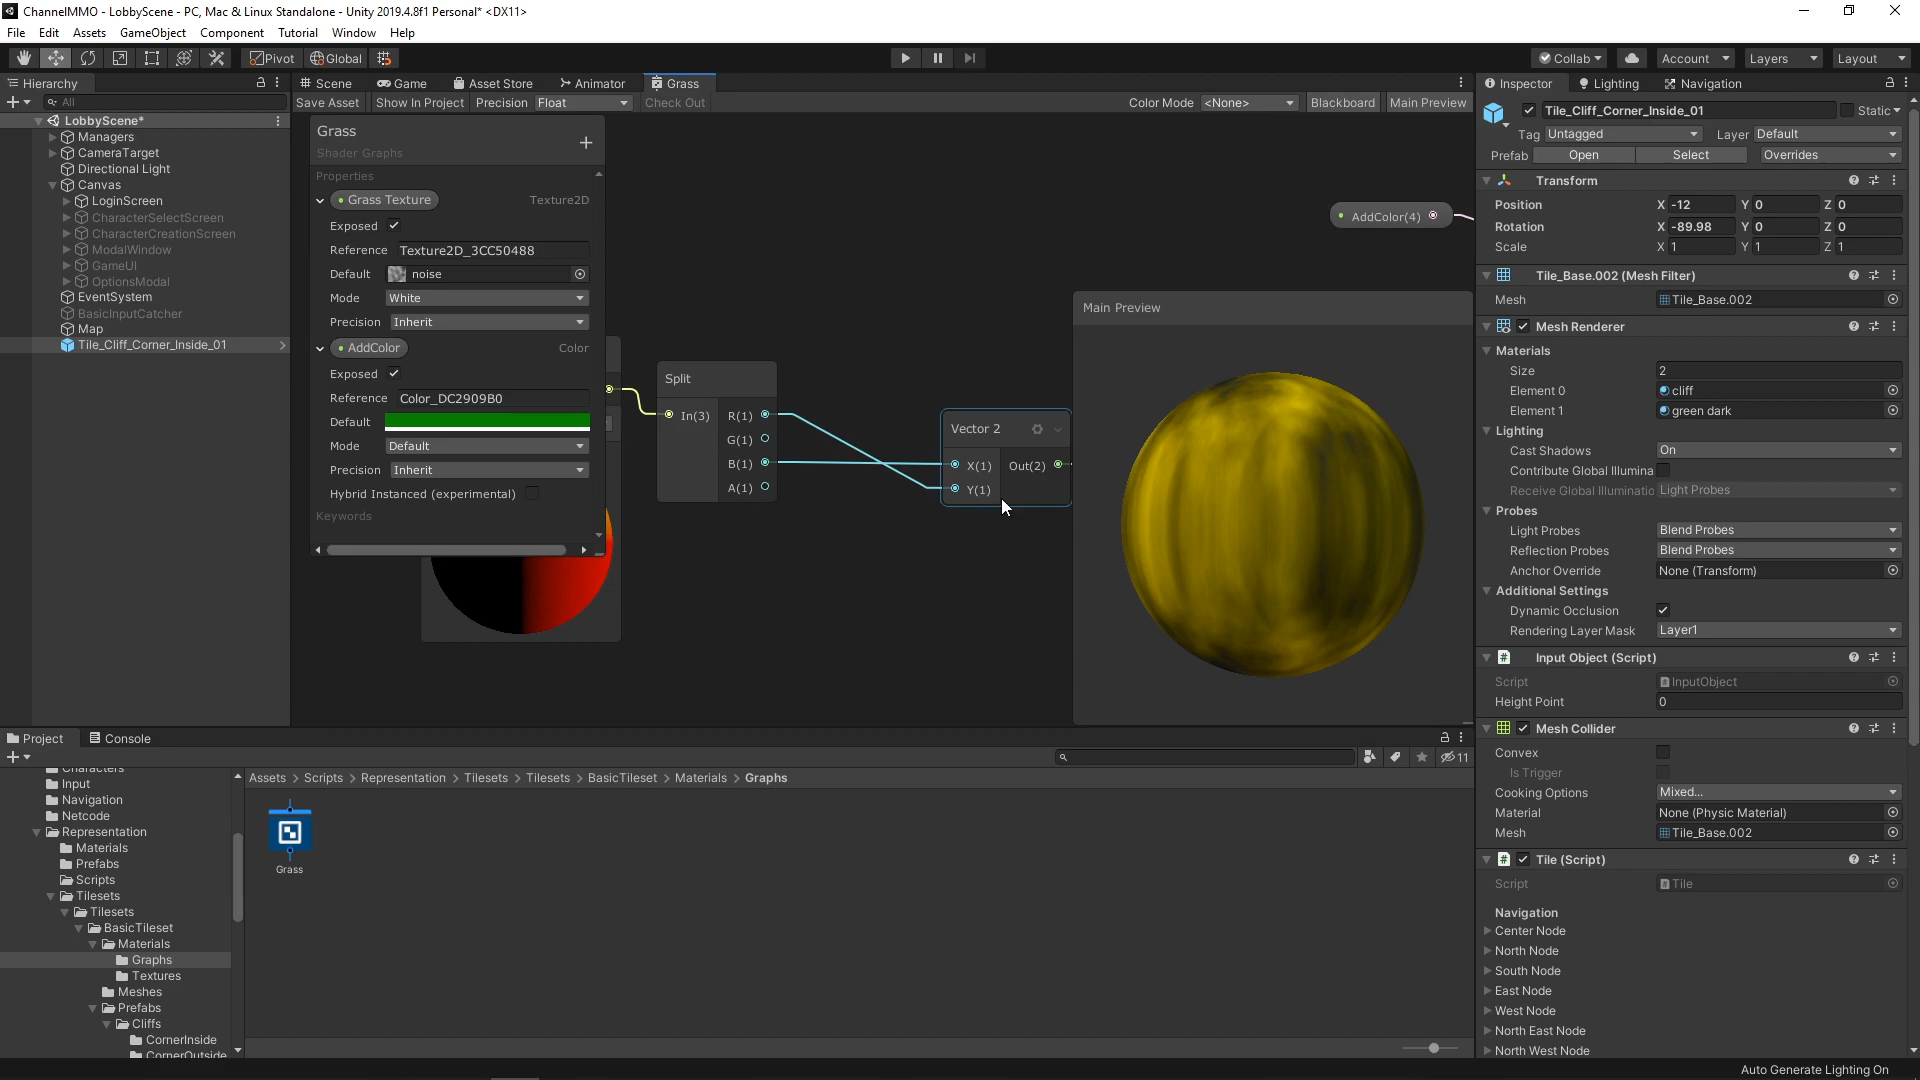 ChannelMMO - LobbyScene - PC, Mac & Linux Standalone - Unity 2019.4.8f1 Personal* <DX11>
File Edit Assets GameObject Component Tutorial Window Help
Pivot Global Collab Account Layers Layout
Hierarchy
All
LobbyScene*
Managers
CameraTarget
Directional Light
Canvas
LoginScreen
CharacterSelectScreen
CharacterCreationScreen
ModalWindow
GameUI
OptionsModal
EventSystem
BasicInputCatcher
Map
Tile_Cliff_Corner_Inside_01
Scene Game Asset Store Animator Grass
Save Asset Show In Project Precision Float Check Out Color Mode <None> Blackboard Main Preview
Grass
Shader Graphs
Properties
Grass Texture Texture2D
Exposed
Reference Texture2D_3CC50488
Default noise
Mode White
Precision Inherit
AddColor Color
Exposed
Reference Color_DC2909B0
Default
Mode Default
Precision Inherit
Hybrid Instanced (experimental)
Keywords
Split
In(3) R(1)
G(1)
B(1)
A(1)
Vector 2
X(1) Out(2)
Y(1)
AddColor(4)
Main Preview
Inspector Lighting Navigation
Tile_Cliff_Corner_Inside_01 Static
Tag Untagged Layer Default
Prefab Open Select Overrides
Transform
Position X -12 Y 0 Z 0
Rotation X -89.98 Y 0 Z 0
Scale X 1 Y 1 Z 1
Tile_Base.002 (Mesh Filter)
Mesh Tile_Base.002
Mesh Renderer
Materials
Size 2
Element 0 cliff
Element 1 green dark
Lighting
Cast Shadows On
Contribute Global Illumina
Receive Global Illuminatio Light Probes
Probes
Light Probes Blend Probes
Reflection Probes Blend Probes
Anchor Override None (Transform)
Additional Settings
Dynamic Occlusion
Rendering Layer Mask Layer1
Input Object (Script)
Script InputObject
Height Point 0
Mesh Collider
Convex
Is Trigger
Cooking Options Mixed...
Material None (Physic Material)
Mesh Tile_Base.002
Tile (Script)
Script Tile
Navigation
Center Node
North Node
South Node
East Node
West Node
North East Node
North West Node
Project Console
11
Characters
Input
Navigation
Netcode
Representation
Materials
Prefabs
Scripts
Tilesets
Tilesets
BasicTileset
Materials
Graphs
Textures
Meshes
Prefabs
Cliffs
CornerInside
CornerOutside
Assets > Scripts > Representation > Tilesets > Tilesets > BasicTileset > Materials > Graphs
Grass
Auto Generate Lighting On